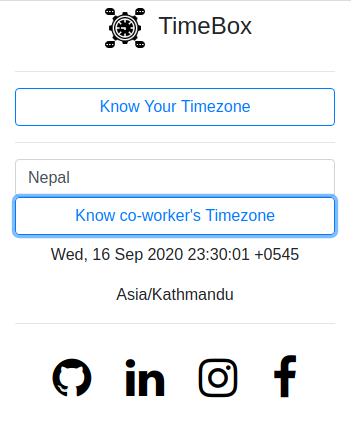 TimeBox
Know Your Timezone
Nepal
Know co-worker's Timezone
Wed, 16 Sep 2020 23:30:01 +0545
Asia/Kathmandu